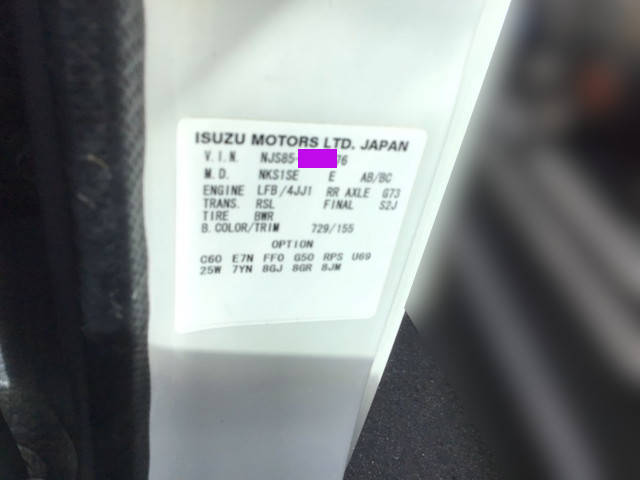 ISUZU MOTORS LTD. JAPAN
V.I.N. NJS85- 76
M.D. NKS1SE E AB/BC
ENGINE LFB/4JJ1 RR AXLE G73
TRANS. RSL FINAL S2J
TIRE BWR
B.COLOR/TRIM 729/155
OPTION
C60 E7N FF0 G50 RPS U69
25W 7YN 8GJ 8GR 8JM